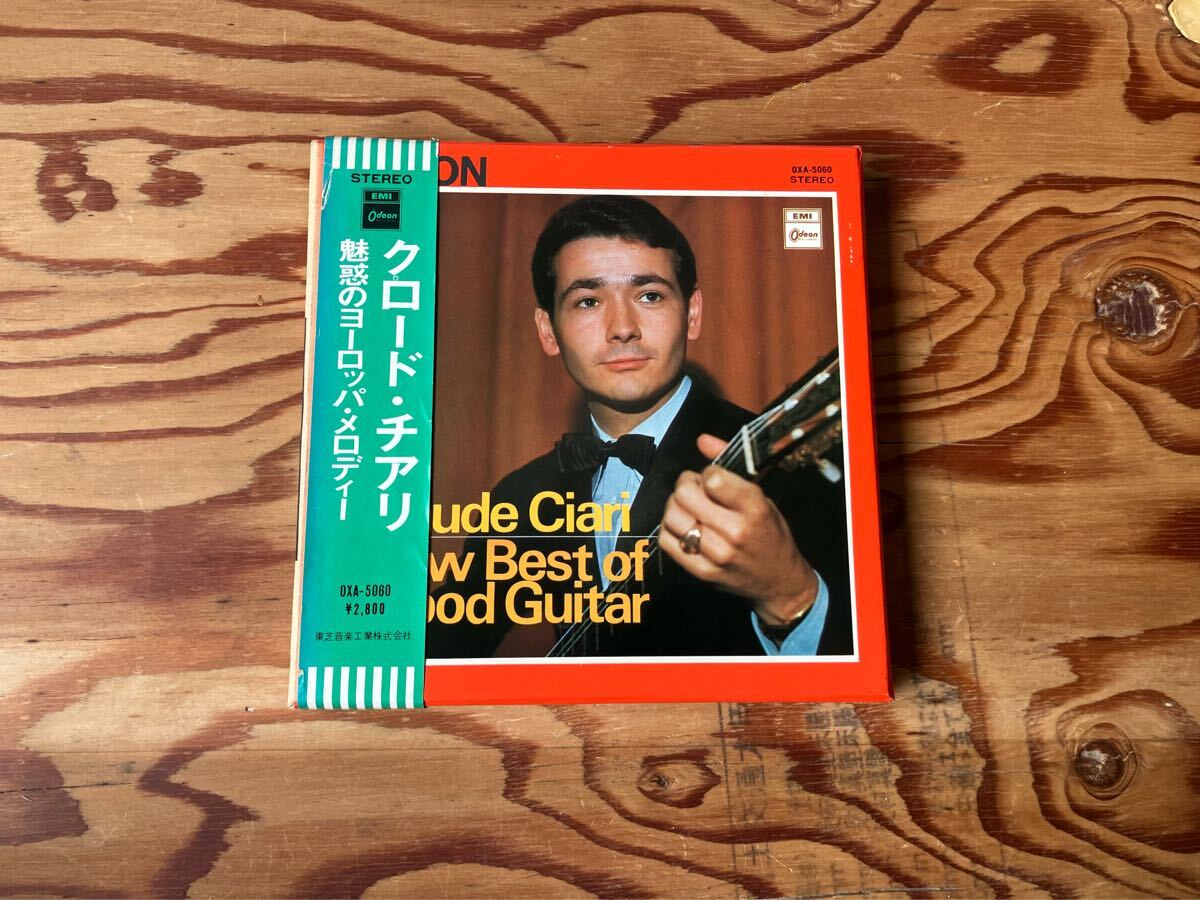 STEREO
EMI
Odeon
クロード・チアリ
魅惑のヨーロッパ・メロディー
OXA-5060
¥2,800
東芝音楽工業株式会社
ON
OXA-5060
STEREO
EMI
Odeon
ude Ciari
w Best of
ood Guitar